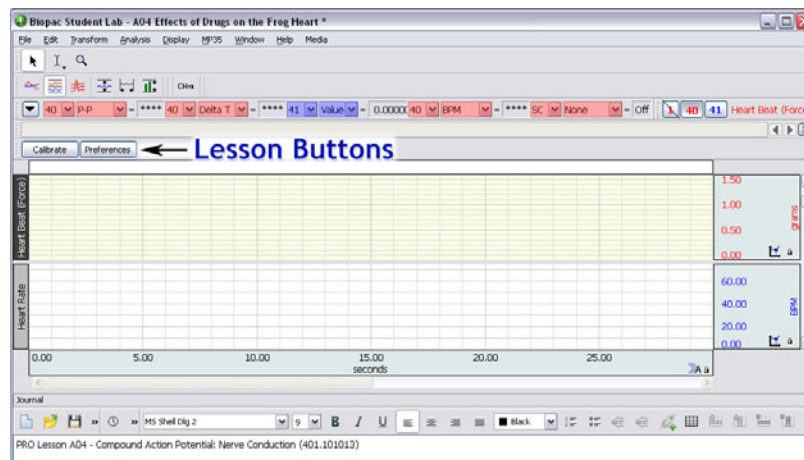 Biopac Student Lab - A04 Effects of Drugs on the Frog Heart *
File Edit Transform Analysis Display MP35 Window Help Media
CH
40 P-P = **** 40 Delta T = **** 41 Value = 0.0000 40 BPM = **** SC None = Off 1 40 41 Heart Beat (Forc
Calibrate Preferences Lesson Buttons
Heart Beat (Force)
1.50
1.00
0.50
0.00
grams
Heart Rate
60.00
40.00
20.00
0.00
BPM
0.00 5.00 10.00 15.00 20.00 25.00
seconds
Journal
MS Shell Dlg 2 9 B I U Black
PRO Lesson A04 - Compound Action Potential: Nerve Conduction (401.101013)